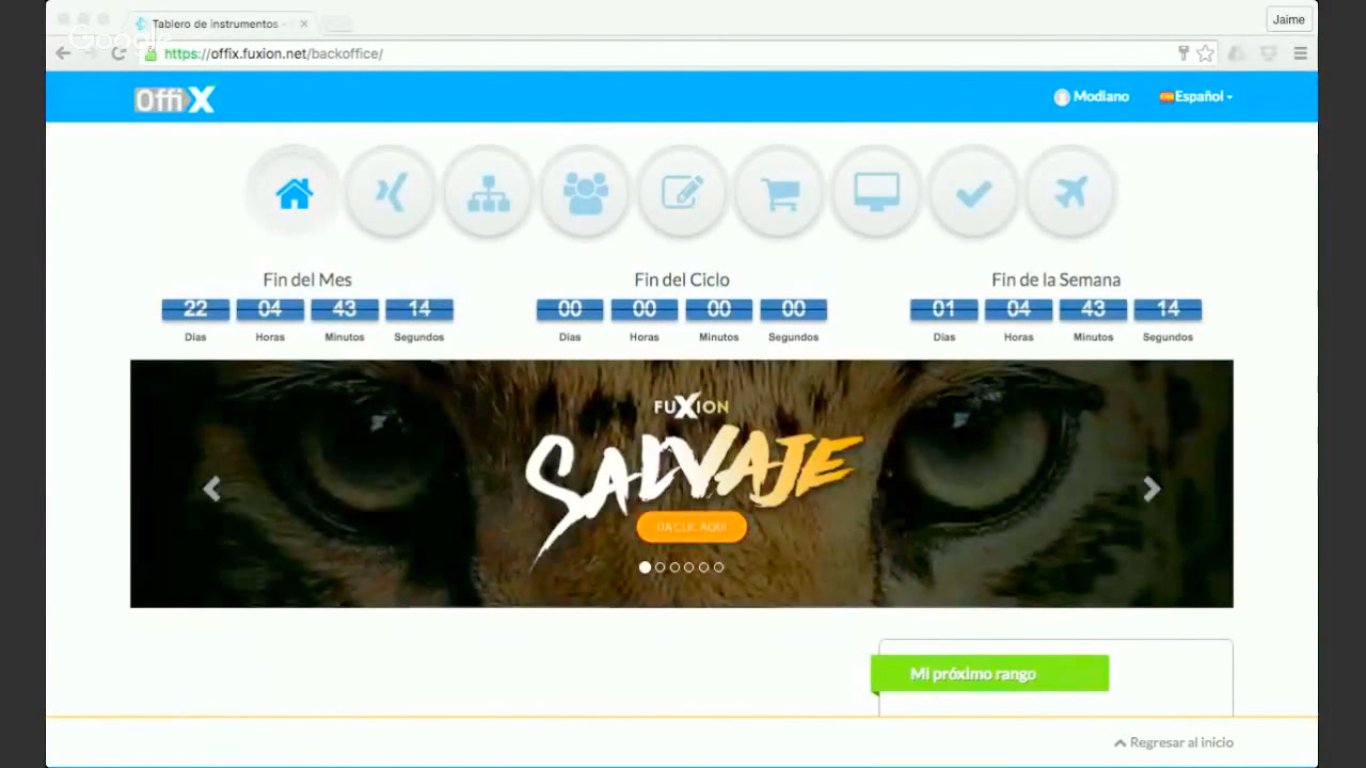 Tablero de instrumentos -
Jaime
Google
https://offix.fuxion.net/backoffice/
OffiX
Modiano
Español
Fin del Mes
Fin del Ciclo
Fin de la Semana
22 04 43 14
00 00 00 00
01 04 43 14
Días Horas Minutos Segundos
Días Horas Minutos Segundos
Días Horas Minutos Segundos
FUXION
SALVAJE
DA CLIC AQUI
Mi próximo rango
Regresar al inicio